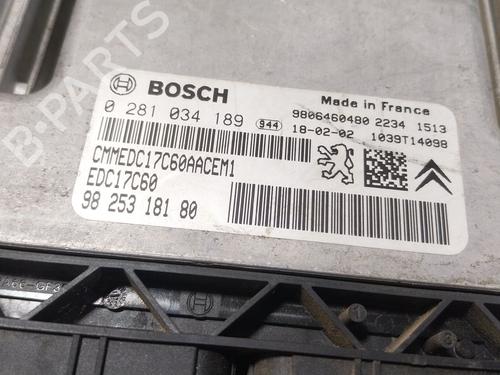 BOSCH
Made in France
0 281 034 189 944
9806460480 2234 1513
18-02-02 1039T14098
CMMEDC17C60AACEM1
EDC17C60
98 253 181 80
B-PARTS